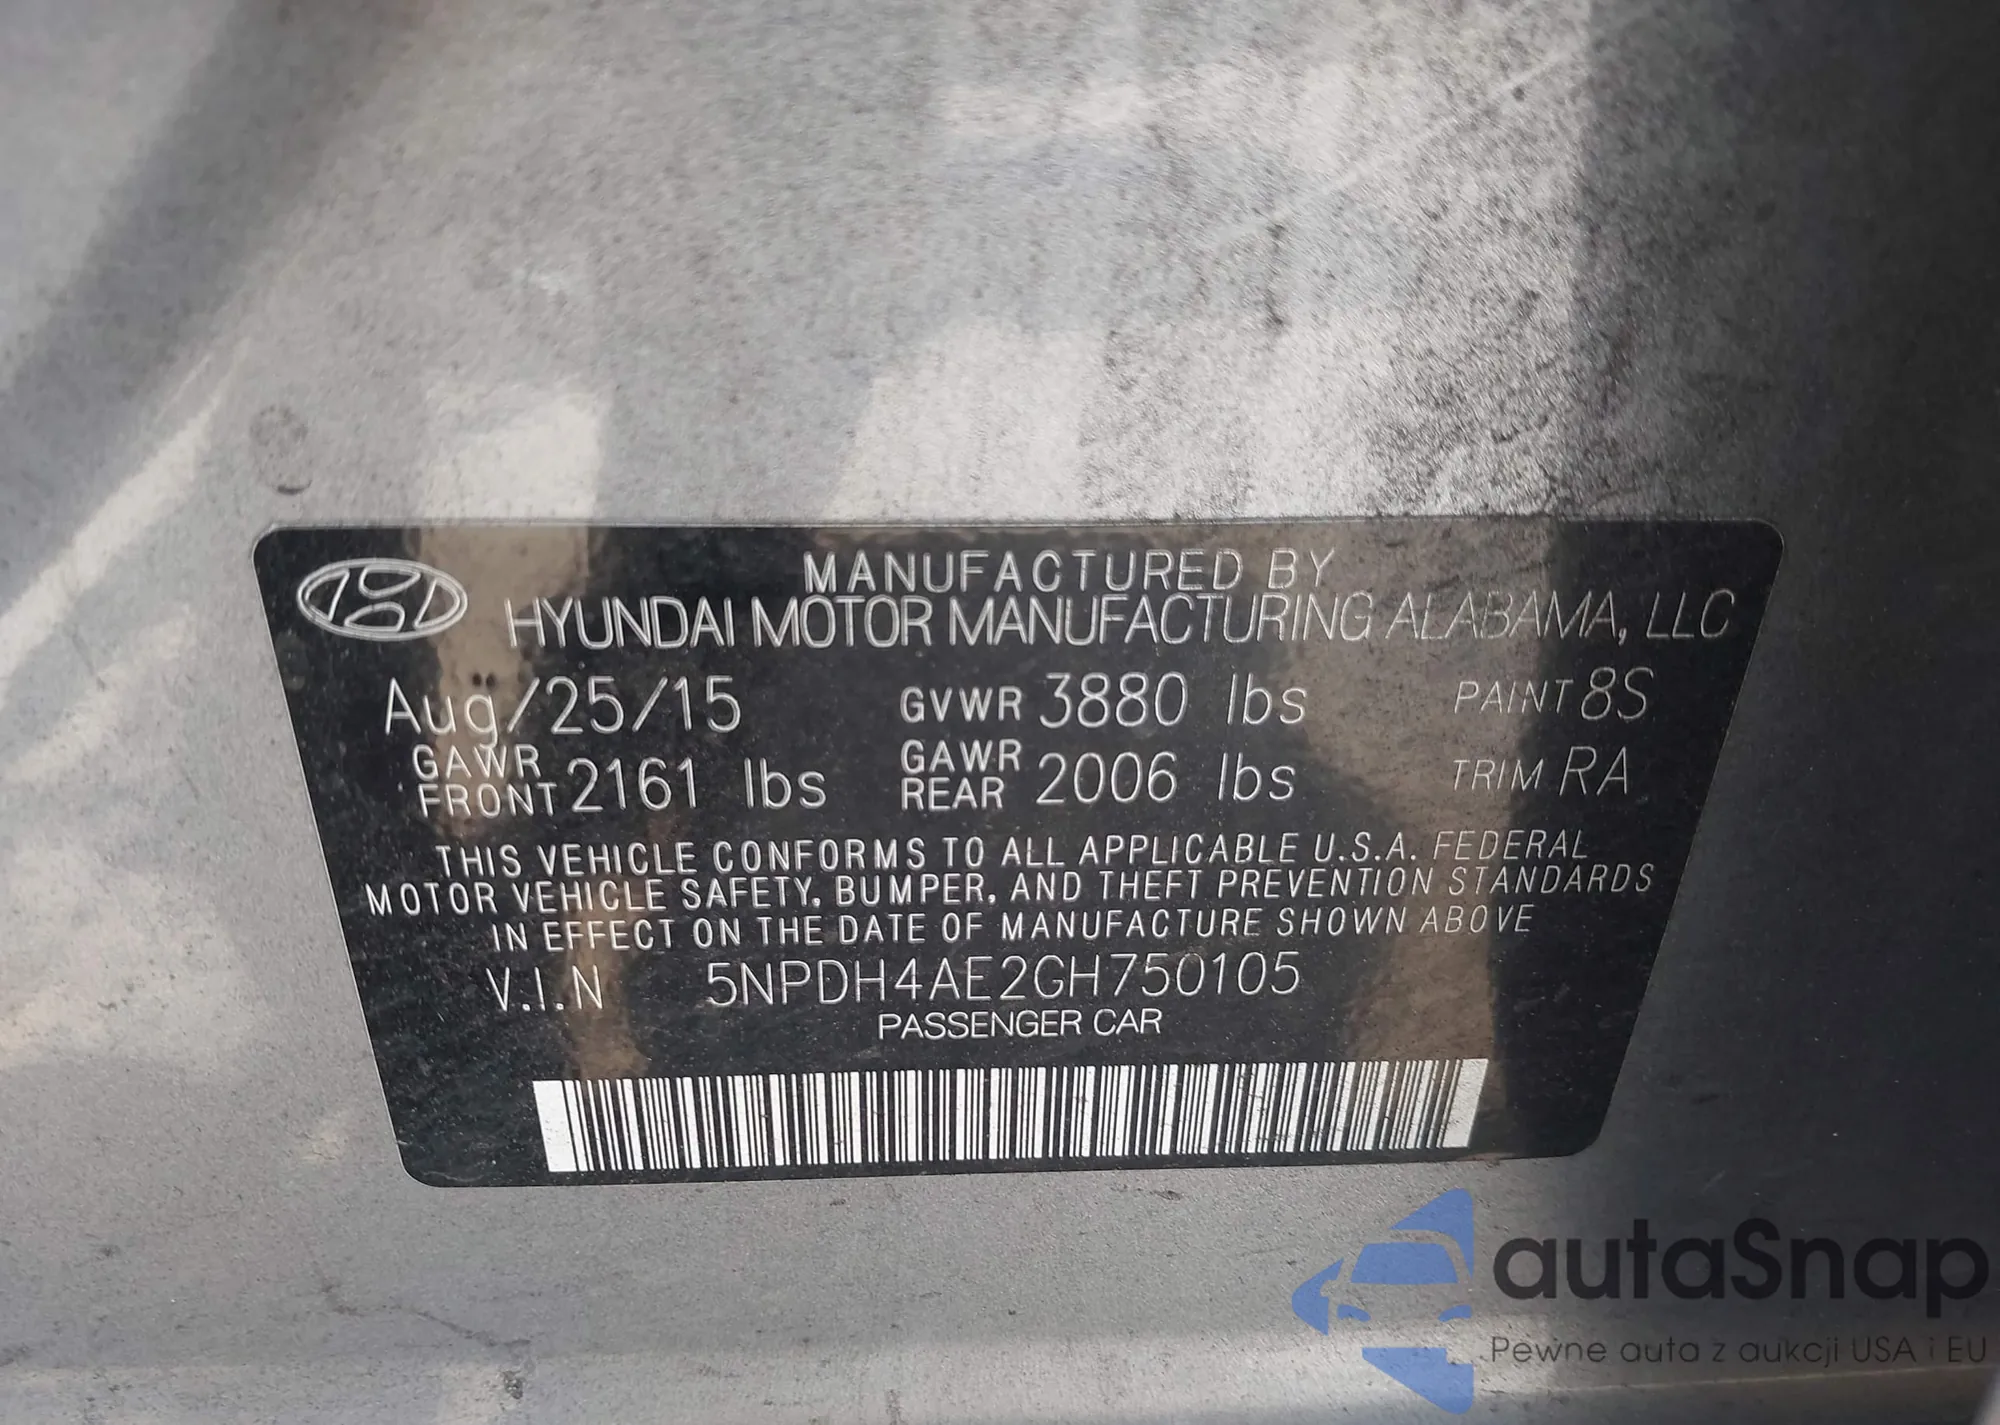 MANUFACTURED BY
HYUNDAI MOTOR MANUFACTURING ALABAMA, LLC
Aug/25/15 GVWR 3880 lbs PAINT 8S
GAWR FRONT 2161 lbs GAWR REAR 2006 lbs TRIM RA
THIS VEHICLE CONFORMS TO ALL APPLICABLE U.S.A. FEDERAL
MOTOR VEHICLE SAFETY, BUMPER, AND THEFT PREVENTION STANDARDS
IN EFFECT ON THE DATE OF MANUFACTURE SHOWN ABOVE
V.I.N 5NPDH4AE2GH750105
PASSENGER CAR
autaSnap
Pewne auta z aukcji USA i EU